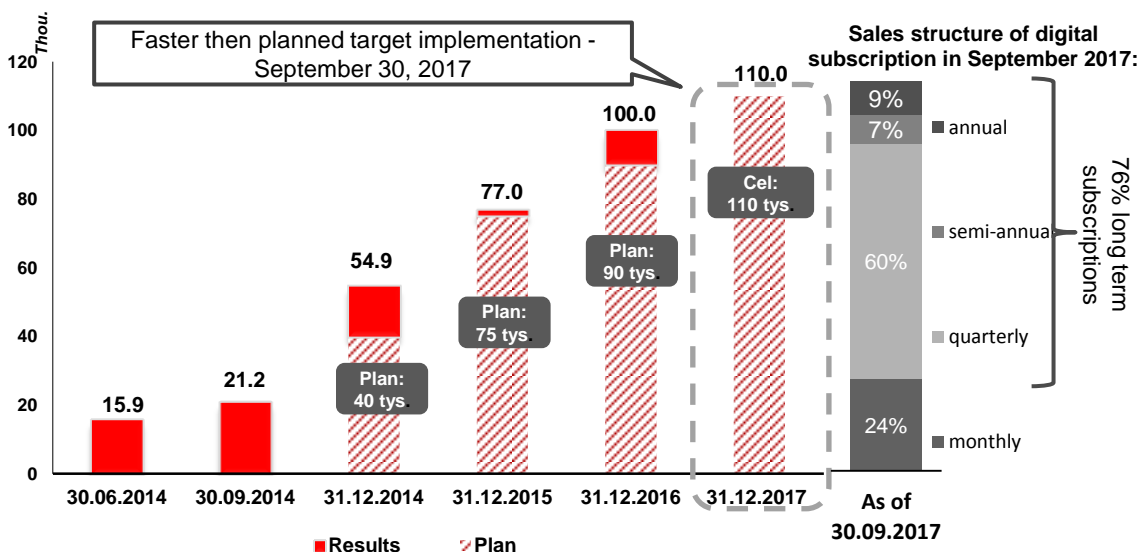 Thou.
Faster then planned target implementation -
September 30, 2017
Sales structure of digital
subscription in September 2017:
120
100
80
60
40
20
0
15.9
21.2
54.9
77.0
100.0
110.0
Plan:
40 tys.
Plan:
75 tys.
Plan:
90 tys.
Cel:
110 tys.
30.06.2014
30.09.2014
31.12.2014
31.12.2015
31.12.2016
31.12.2017
Results
Plan
9%
7%
60%
24%
annual
semi-annual
quarterly
monthly
76% long term
subscriptions
As of
30.09.2017